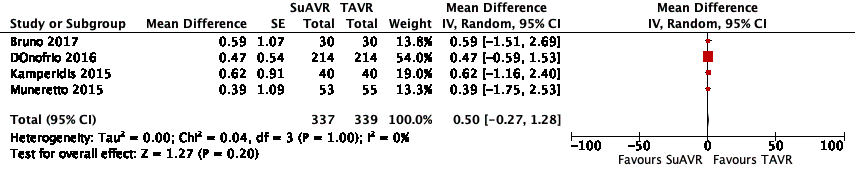 SuAVR TAVR Mean Difference Mean Difference
Study or Subgroup Mean Difference SE Total Total Weight IV, Random, 95% CI IV, Random, 95% CI
Bruno 2017 0.59 1.07 30 30 13.8% 0.59 [−1.51, 2.69]
DOnofrio 2016 0.47 0.54 214 214 54.0% 0.47 [−0.59, 1.53]
Kamperidis 2015 0.62 0.91 40 40 19.0% 0.62 [−1.16, 2.40]
Muneretto 2015 0.39 1.09 53 55 13.3% 0.39 [−1.75, 2.53]
Total (95% CI) 337 339 100.0% 0.50 [−0.27, 1.28]
Heterogeneity: Tau² = 0.00; Chi² = 0.04, df = 3 (P = 1.00); I² = 0%
Test for overall effect: Z = 1.27 (P = 0.20)
−100 −50 0 50 100
Favours SuAVR Favours TAVR